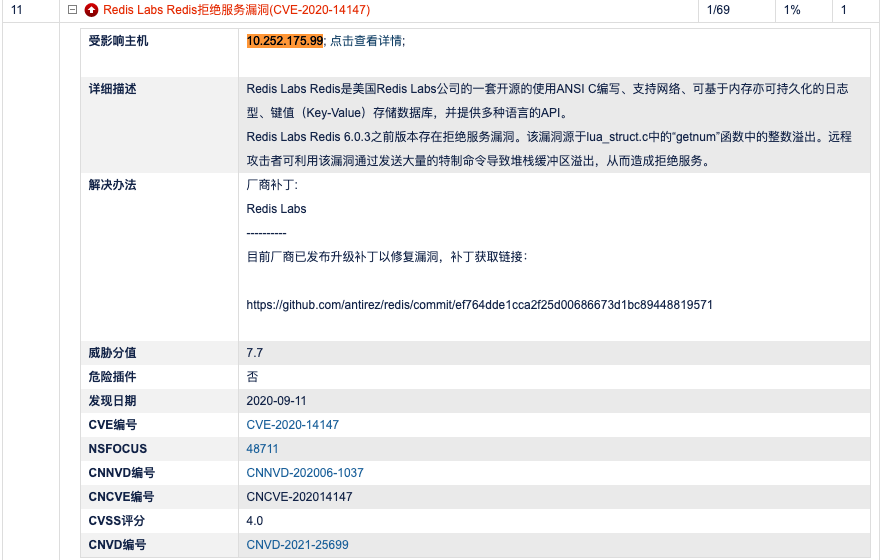 11 Redis Labs Redis拒绝服务漏洞(CVE-2020-14147) 1/69 1% 1
受影响主机 10.252.175.99; 点击查看详情;
详细描述 Redis Labs Redis是美国Redis Labs公司的一套开源的使用ANSI C编写、支持网络、可基于内存亦可持久化的日志
型、键值（Key-Value）存储数据库，并提供多种语言的API。
Redis Labs Redis 6.0.3之前版本存在拒绝服务漏洞。该漏洞源于lua_struct.c中的“getnum”函数中的整数溢出。远程
攻击者可利用该漏洞通过发送大量的特制命令导致堆栈缓冲区溢出，从而造成拒绝服务。
解决办法 厂商补丁:
Redis Labs
----------
目前厂商已发布升级补丁以修复漏洞，补丁获取链接：
https://github.com/antirez/redis/commit/ef764dde1cca2f25d00686673d1bc89448819571
威胁分值 7.7
危险插件 否
发现日期 2020-09-11
CVE编号 CVE-2020-14147
NSFOCUS 48711
CNNVD编号 CNNVD-202006-1037
CNCVE编号 CNCVE-202014147
CVSS评分 4.0
CNVD编号 CNVD-2021-25699